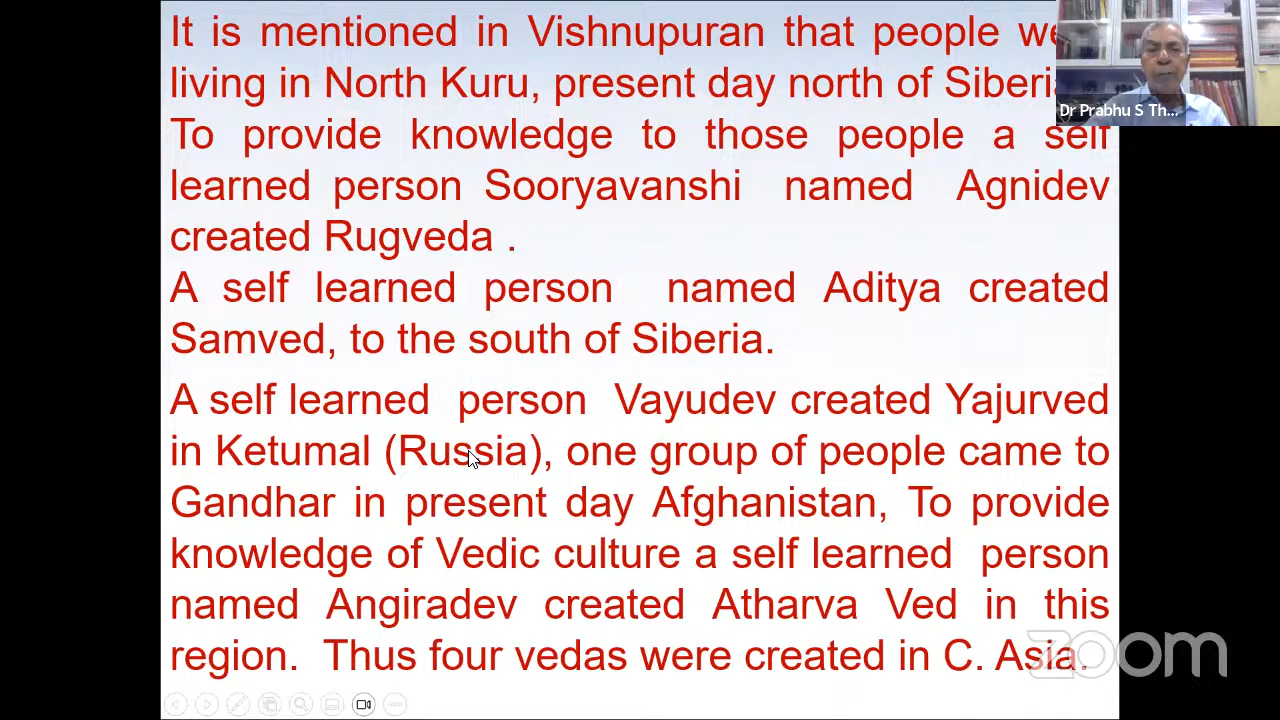 It is mentioned in Vishnupuran that people we
living in North Kuru, present day north of Siberia
To provide knowledge to those people a self
learned person Sooryavanshi named Agnidev
created Rugveda .
A self learned person named Aditya created
Samved, to the south of Siberia.
A self learned person Vayudev created Yajurved
in Ketumal (Russia), one group of people came to
Gandhar in present day Afghanistan, To provide
knowledge of Vedic culture a self learned person
named Angiradev created Atharva Ved in this
region. Thus four vedas were created in C. Asia.
Dr Prabhu S Th...
zoom